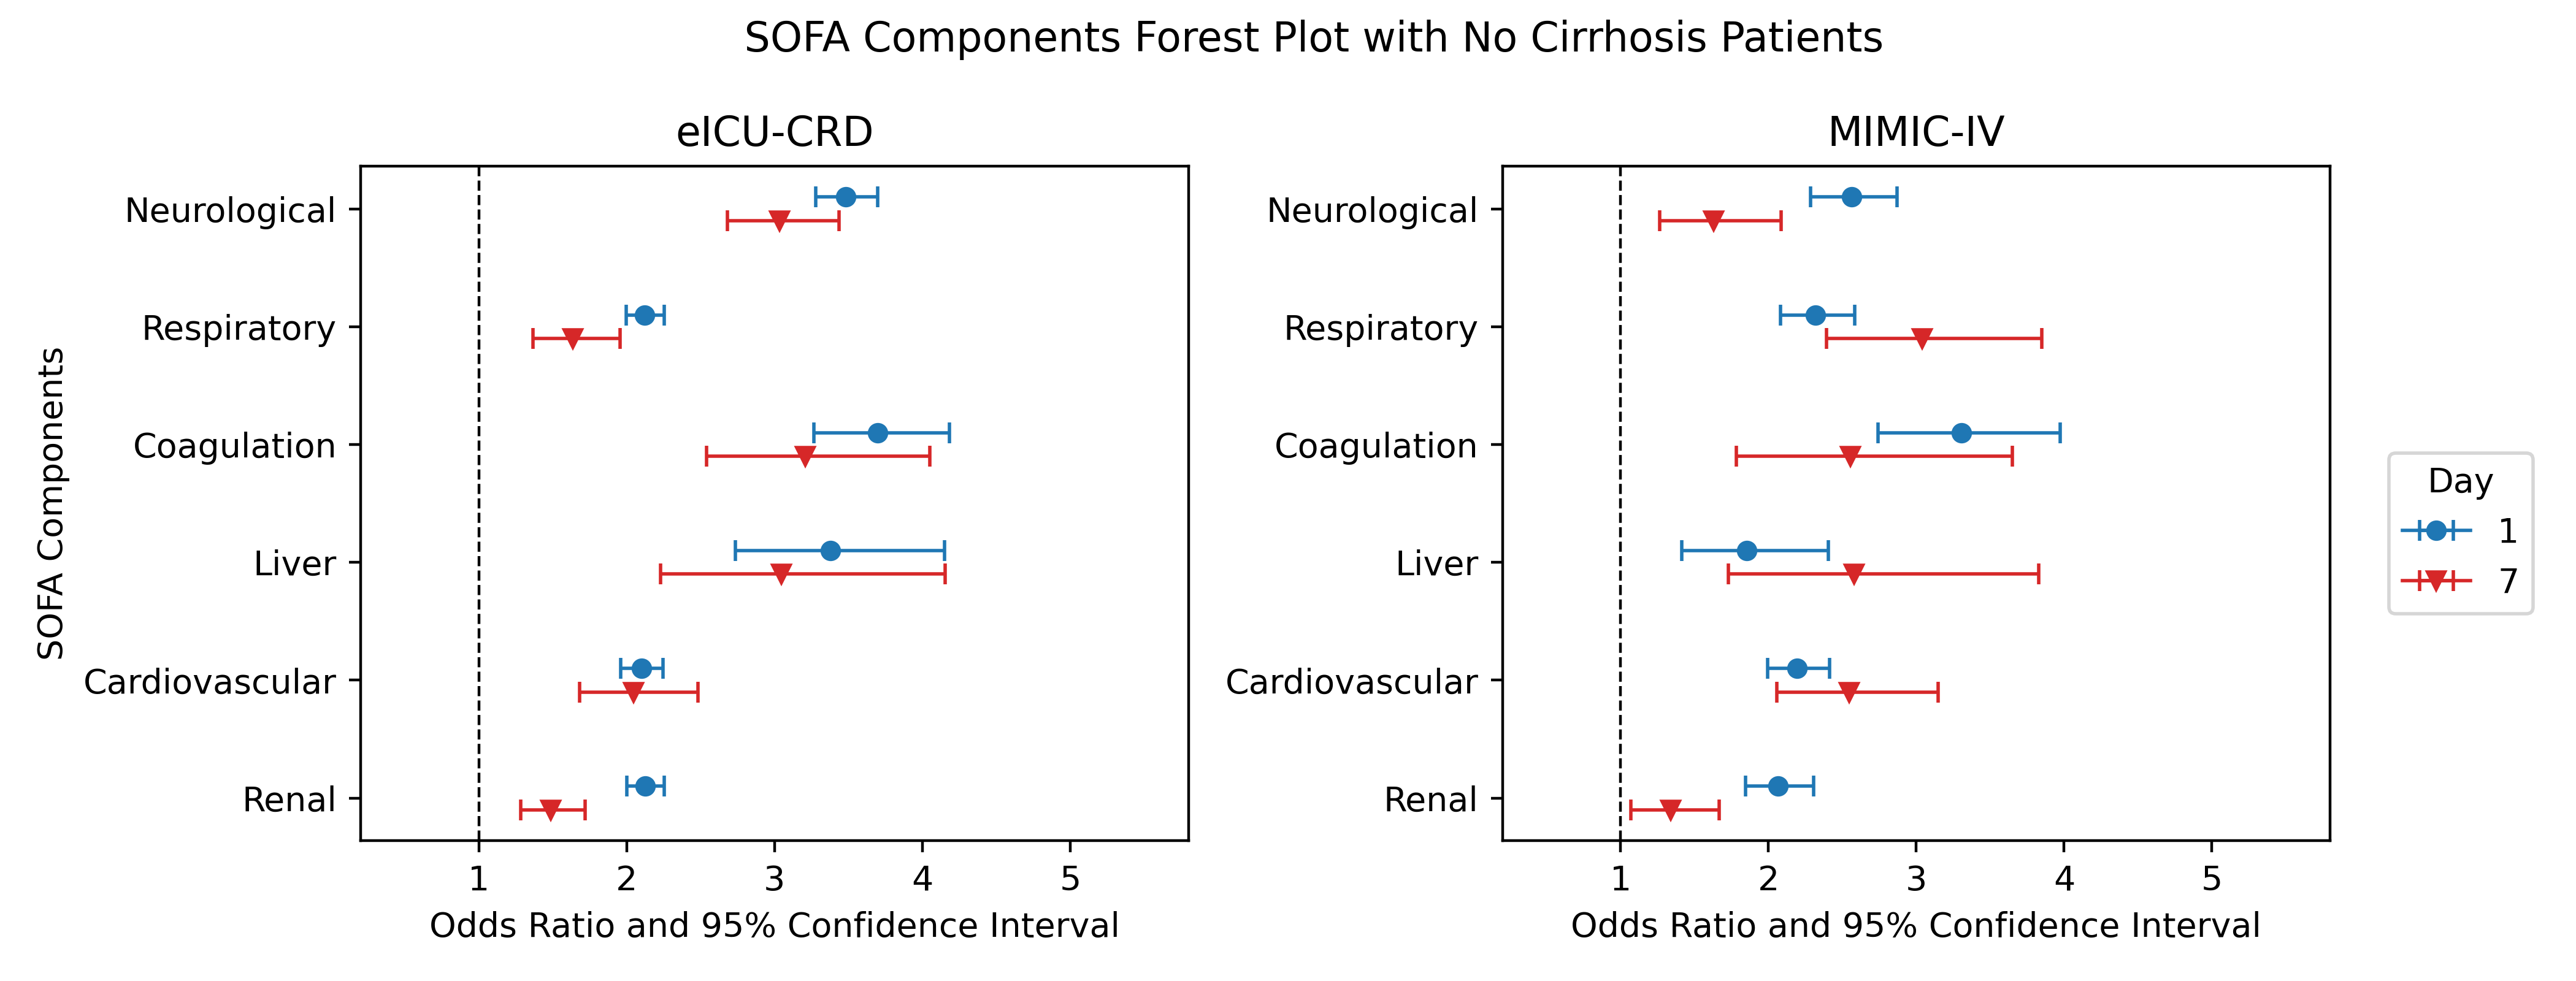 SOFA Components Forest Plot with No Cirrhosis Patients
eICU-CRD
SOFA Components
Neurological
Respiratory
Coagulation
Liver
Cardiovascular
Renal
1 2 3 4 5
Odds Ratio and 95% Confidence Interval
MIMIC-IV
Neurological
Respiratory
Coagulation
Liver
Cardiovascular
Renal
1 2 3 4 5
Odds Ratio and 95% Confidence Interval
Day
1
7